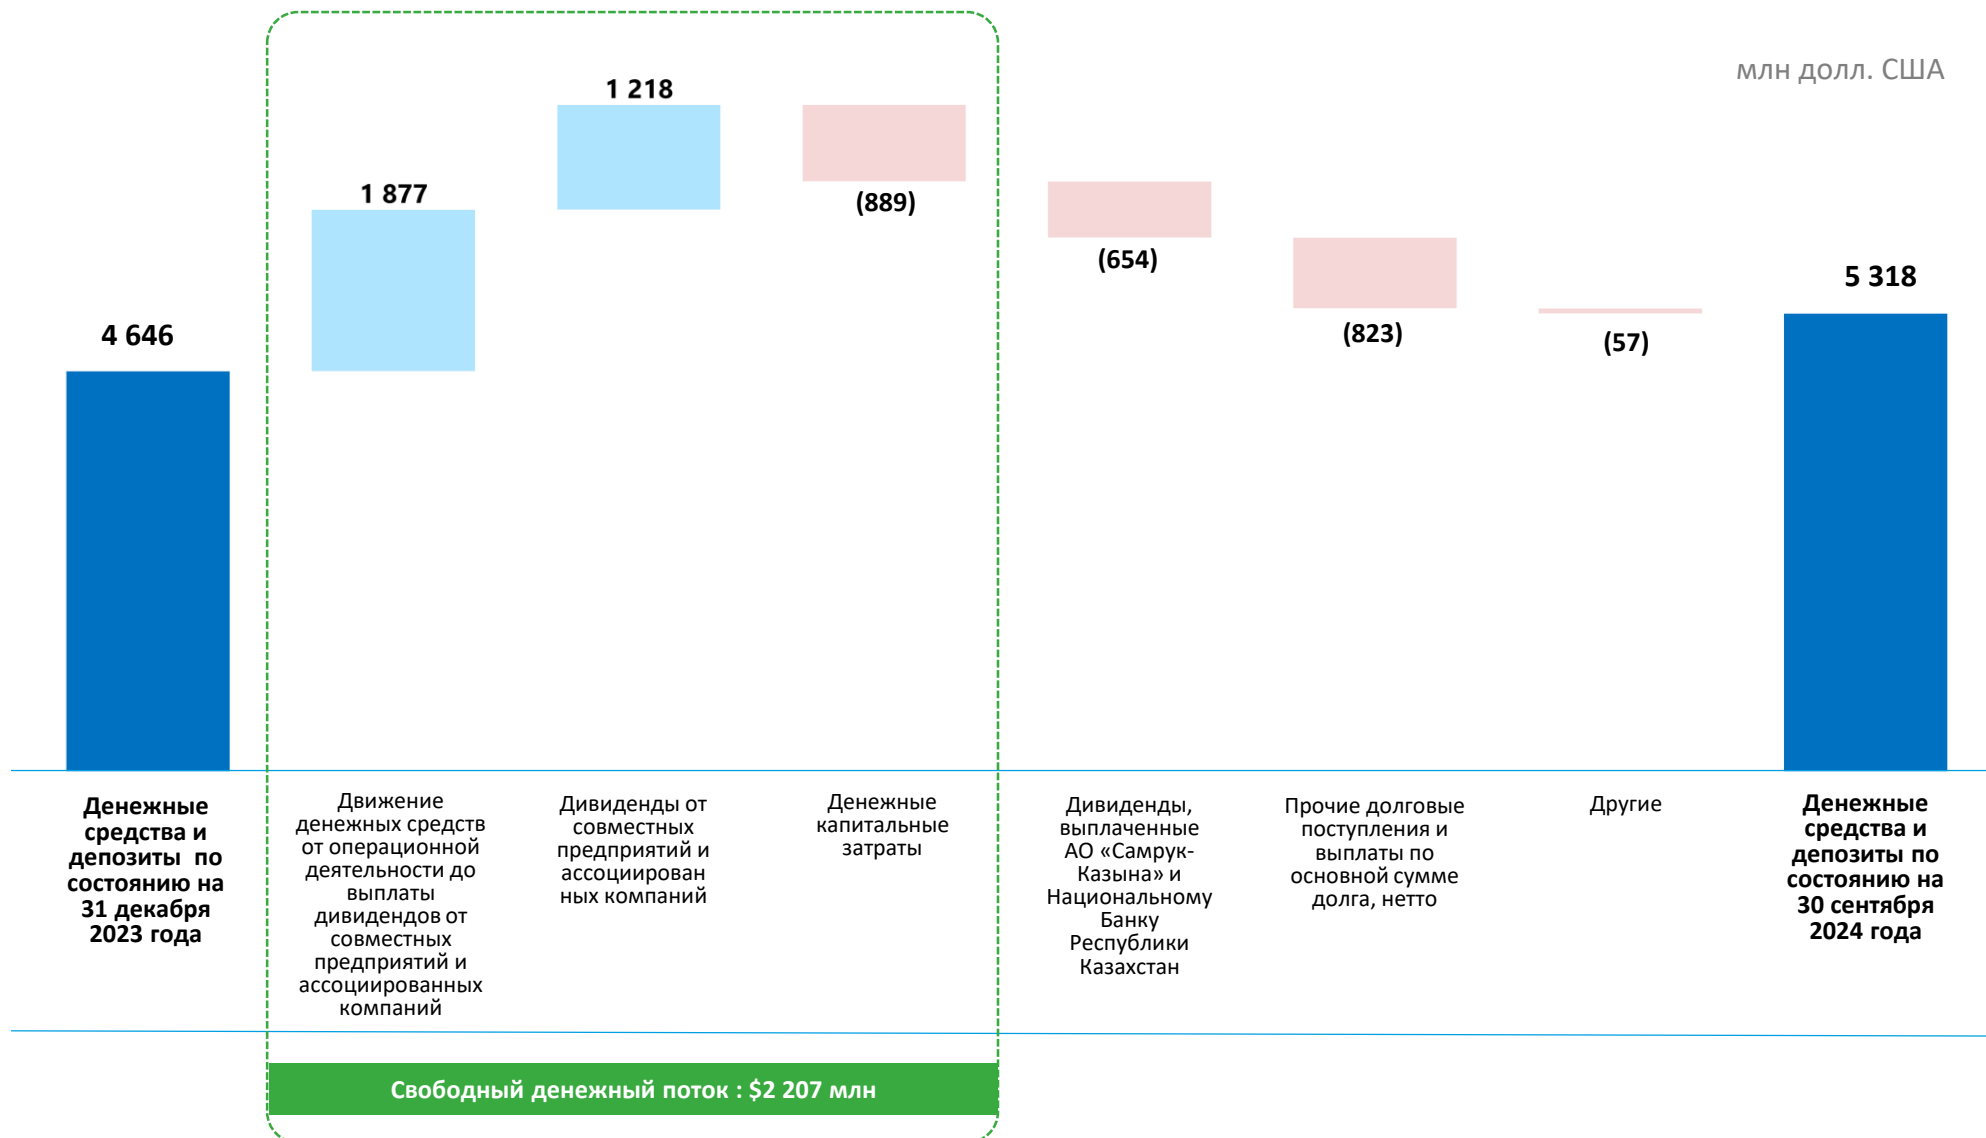 млн долл. США
4 646
1 877
1 218
(889)
(654)
(823)
(57)
5 318
Денежные
средства и
депозиты по
состоянию на
31 декабря
2023 года
Движение
денежных средств
от операционной
деятельности до
выплаты
дивидендов от
совместных
предприятий и
ассоциированных
компаний
Дивиденды от
совместных
предприятий и
ассоциирован
ных компаний
Денежные
капитальные
затраты
Дивиденды,
выплаченные
АО «Самрук-
Казына» и
Национальному
Банку
Республики
Казахстан
Прочие долговые
поступления и
выплаты по
основной сумме
долга, нетто
Другие
Денежные
средства и
депозиты по
состоянию на
30 сентября
2024 года
Свободный денежный поток : $2 207 млн